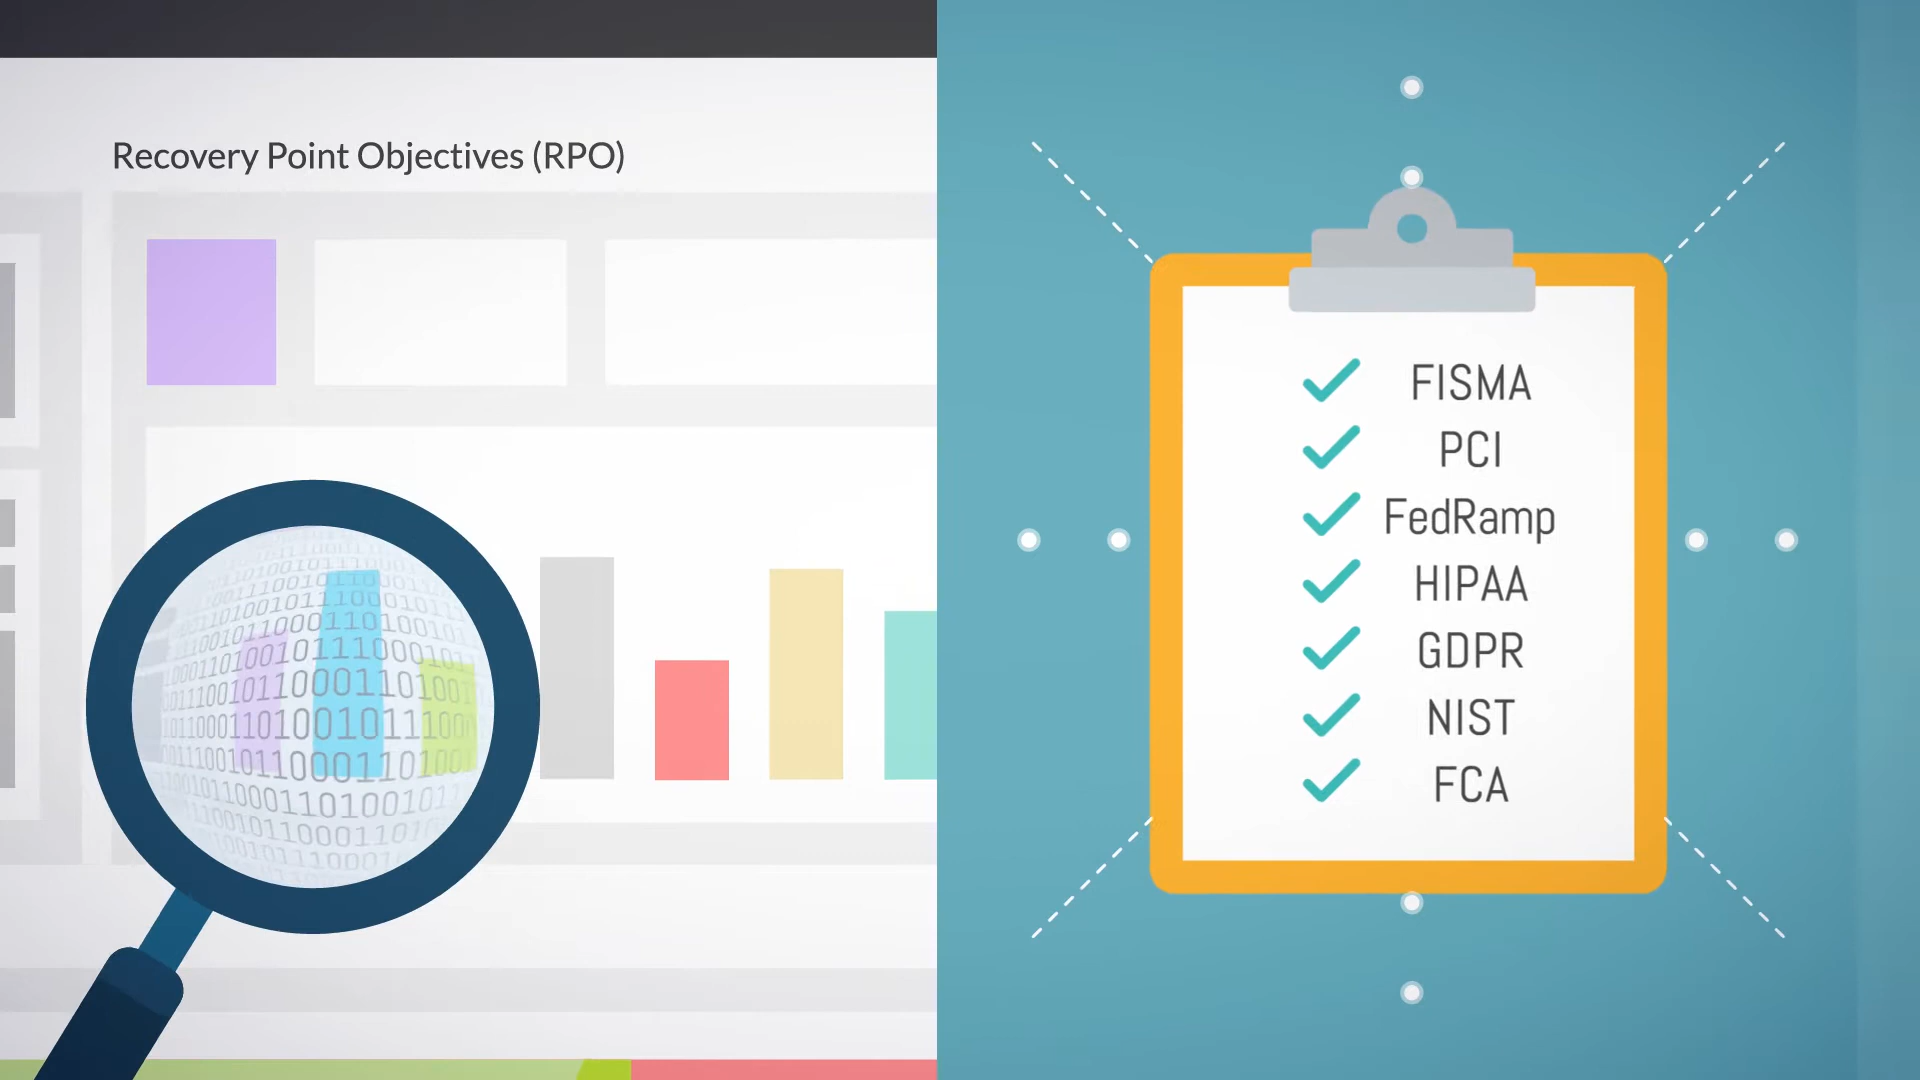 Recovery Point Objectives (RPO)
FISMA
PCI
FedRamp
HIPAA
GDPR
NIST
FCA